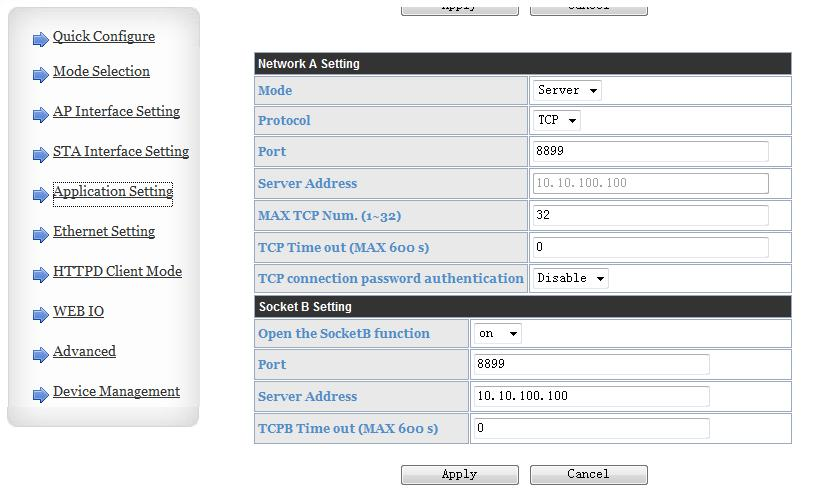 Apply Cancel
Quick Configure
Mode Selection
AP Interface Setting
STA Interface Setting
Application Setting
Ethernet Setting
HTTPD Client Mode
WEB IO
Advanced
Device Management
Network A Setting
Mode Server
Protocol TCP
Port 8899
Server Address 10.10.100.100
MAX TCP Num. (1~32) 32
TCP Time out (MAX 600 s) 0
TCP connection password authentication Disable
Socket B Setting
Open the SocketB function on
Port 8899
Server Address 10.10.100.100
TCPB Time out (MAX 600 s) 0
Apply Cancel